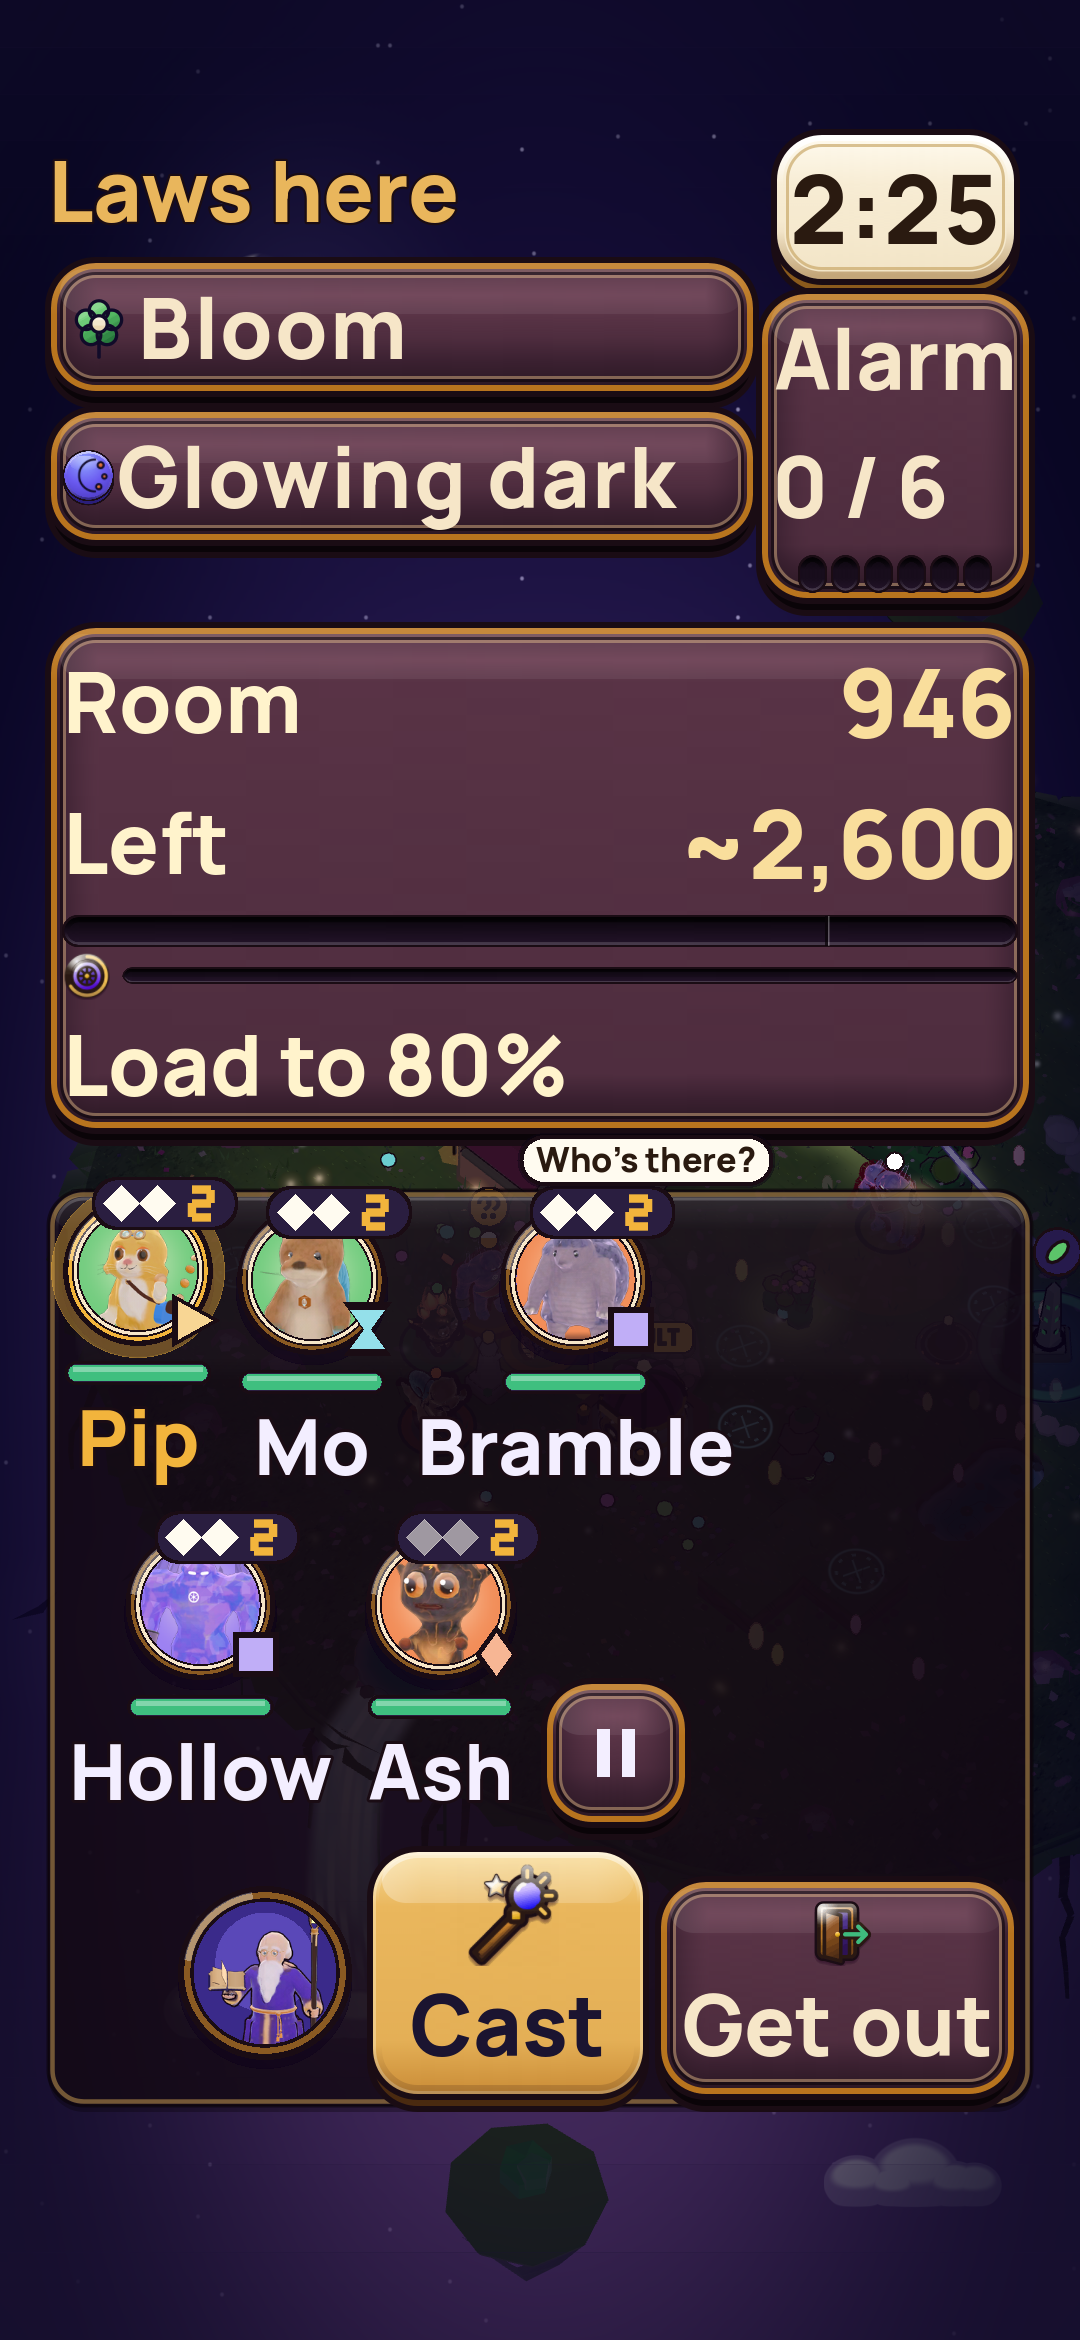 Laws here
2:25
Bloom
Alarm
Glowing dark
0 / 6
Room 946
Left ~2,600
Load to 80%
Who's there?
2 2 2
Pip Mo Bramble
2 2
Hollow Ash
Cast Get out